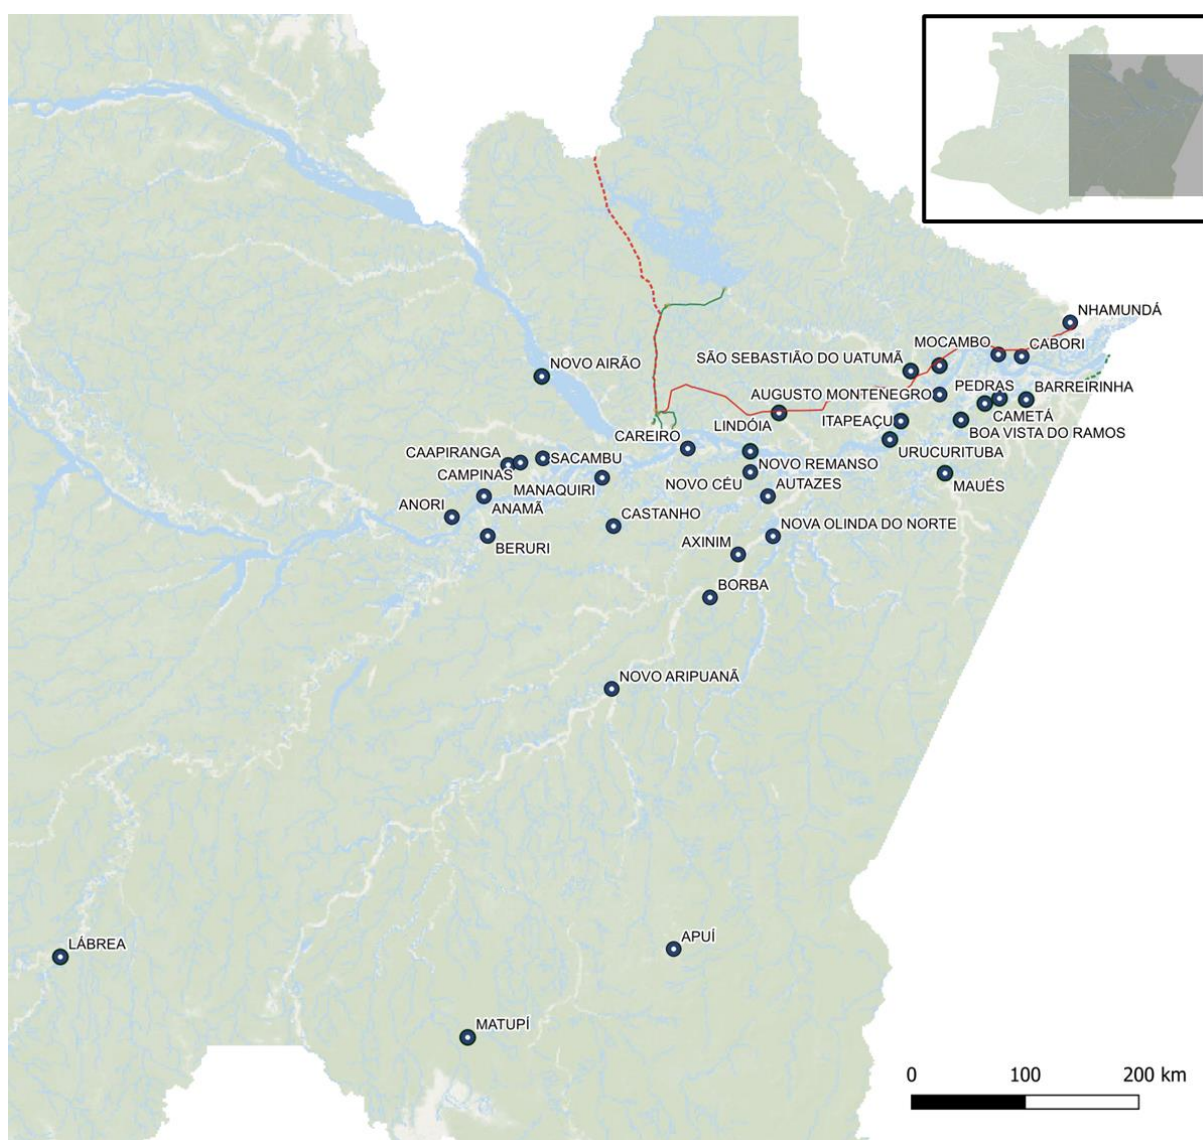 NHAMUNDÁ
MOCAMBO
CABORI
SÃO SEBASTIÃO DO UATUMÃ
NOVO AIRÃO
AUGUSTO MONTENEGRO
PEDRAS
BARREIRINHA
CAMETÁ
LINDÓIA
ITAPEAÇU
BOA VISTA DO RAMOS
CAREIRO
URUCURITUBA
CAAPIRANGA
SACAMBU
NOVO REMANSO
CAMPINAS
MANAQUIRI
NOVO CÉU
MAUÉS
AUTAZES
ANORI
ANAMÃ
CASTANHO
NOVA OLINDA DO NORTE
BERURI
AXINIM
BORBA
NOVO ARIPUANÃ
APUÍ
LÁBREA
MATUPÍ
0 100 200 km